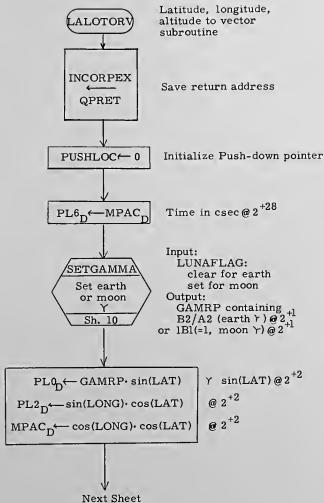 LALOTORV
Latitude, longitude,
altitude to vector
subroutine
INCORPEX
←
QPRET
Save return address
PUSHLOC←0
Initialize Push-down pointer
PL6D←MPACD
Time in csec@2+28
SETGAMMA
Set earth
or moon
γ
Sh. 10
Input:
LUNAFLAG:
clear for earth
set for moon
Output:
GAMRP containing
B2/A2 (earth γ)@2+1
or 1B1(=1, moon γ)@2+1
PL0D←GAMRP·sin(LAT)
γ sin(LAT)@2+2
PL2D←sin(LONG)·cos(LAT)
@2+2
MPACD←cos(LONG)·cos(LAT)
@2+2
Next Sheet